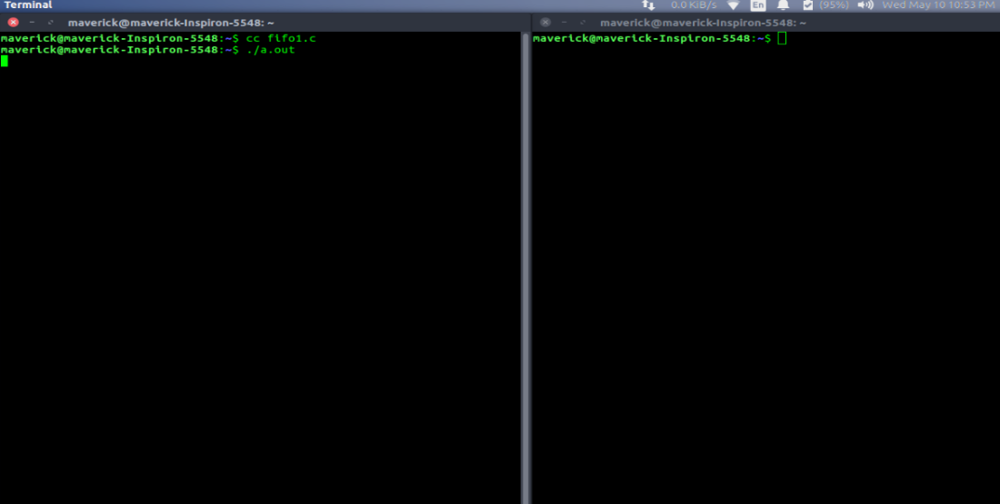 Terminal 0.0 KiB/s En (95%) Wed May 10 10:53 PM
maverick@maverick-Inspiron-5548: ~
maverick@maverick-Inspiron-5548:~$ cc fifo1.c
maverick@maverick-Inspiron-5548:~$ ./a.out
maverick@maverick-Inspiron-5548: ~
maverick@maverick-Inspiron-5548:~$